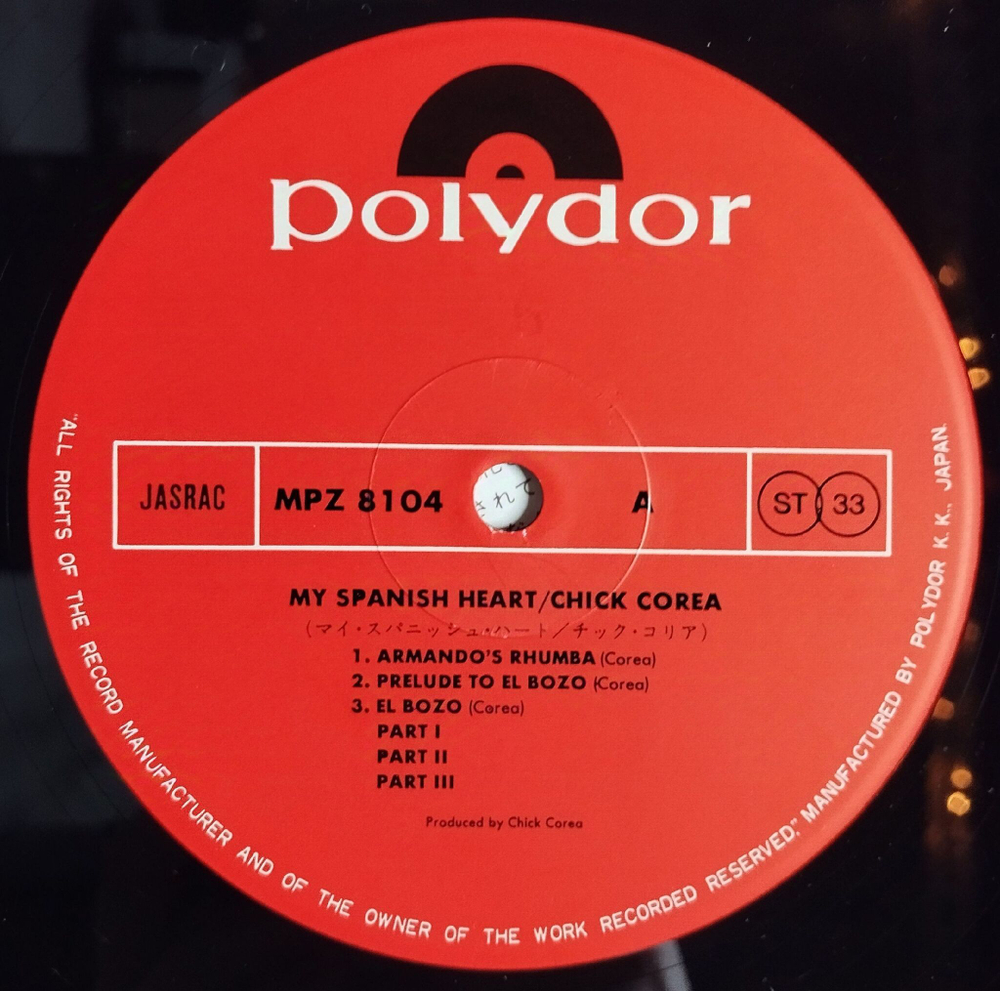 polydor
JASRAC
MPZ 8104
A
ST 33
MY SPANISH HEART/CHICK COREA
(マイ・スパニッシュ・ハート/チック・コリア)
1. ARMANDO'S RHUMBA (Corea)
2. PRELUDE TO EL BOZO (Corea)
3. EL BOZO (Corea)
PART I
PART II
PART III
Produced by Chick Corea
"ALL RIGHTS OF THE RECORD MANUFACTURER AND OF THE OWNER OF THE WORK RECORDED RESERVED." MANUFACTURED BY POLYDOR K.K., JAPAN.